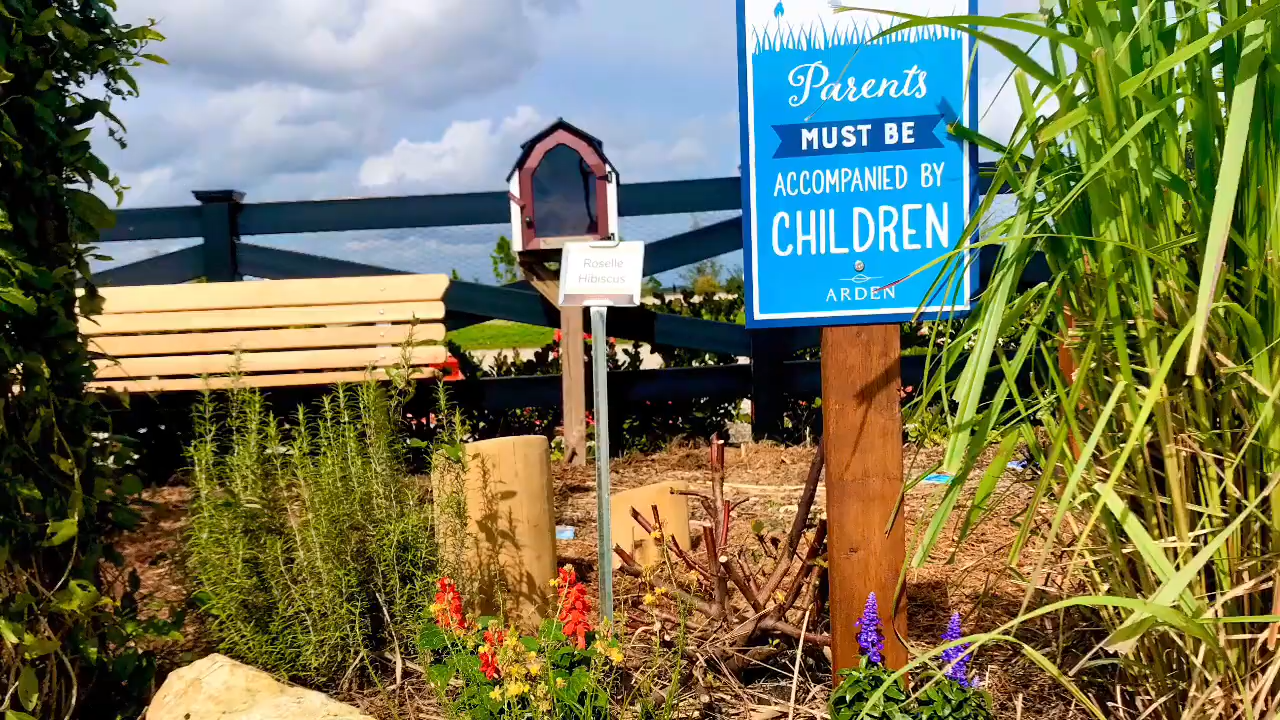 Parents
MUST BE
ACCOMPANIED BY
CHILDREN
ARDEN
Roselle
Hibiscus